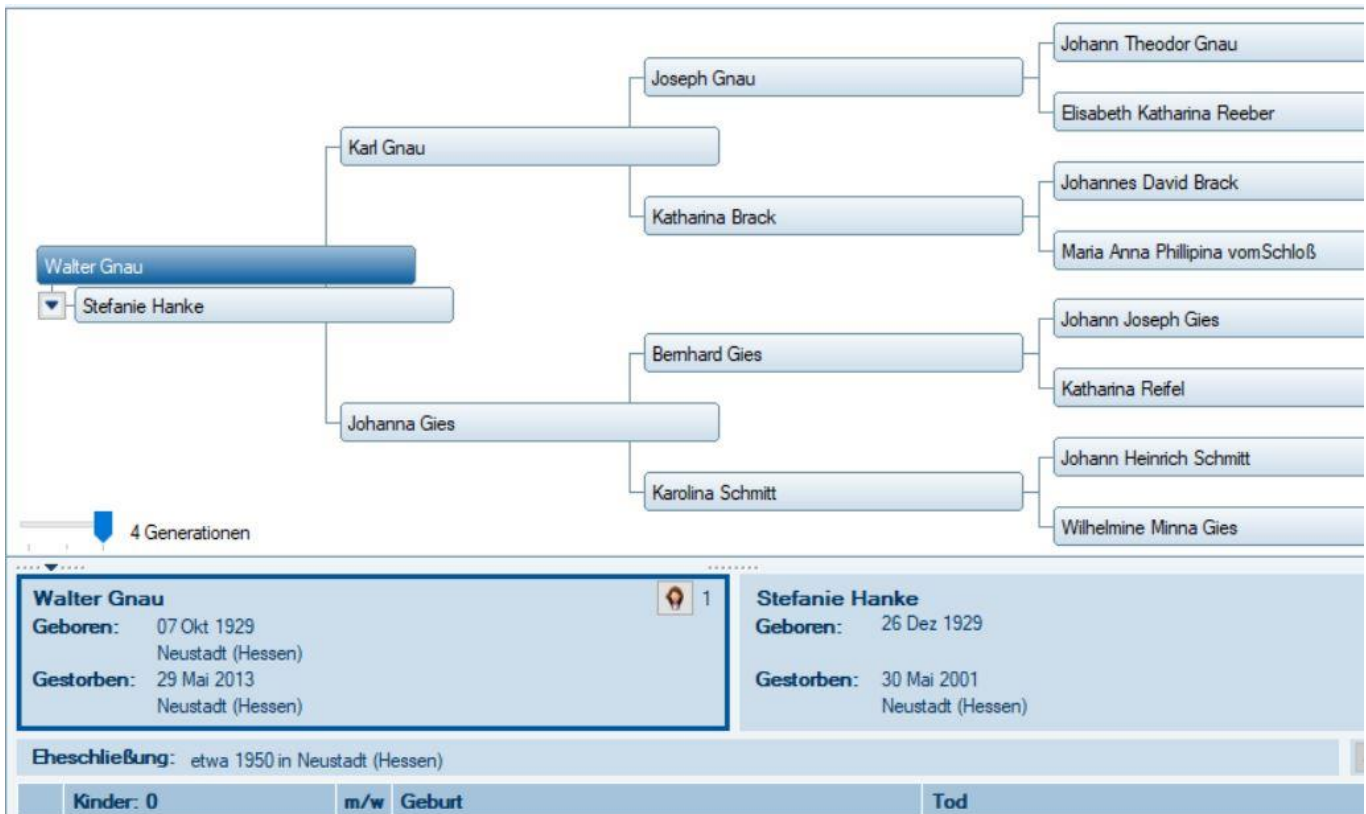 Johann Theodor Gnau
Joseph Gnau
Elisabeth Katharina Reeber
Karl Gnau
Johannes David Brack
Katharina Brack
Maria Anna Phillipina vomSchloß
Walter Gnau
Stefanie Hanke
Johann Joseph Gies
Bernhard Gies
Katharina Reifel
Johanna Gies
Johann Heinrich Schmitt
Karolina Schmitt
Wilhelmine Minna Gies
4 Generationen
Walter Gnau 1
Geboren: 07 Okt 1929
Neustadt (Hessen)
Gestorben: 29 Mai 2013
Neustadt (Hessen)
Stefanie Hanke
Geboren: 26 Dez 1929
Gestorben: 30 Mai 2001
Neustadt (Hessen)
Eheschließung: etwa 1950 in Neustadt (Hessen)
Kinder: 0 m/w Geburt Tod